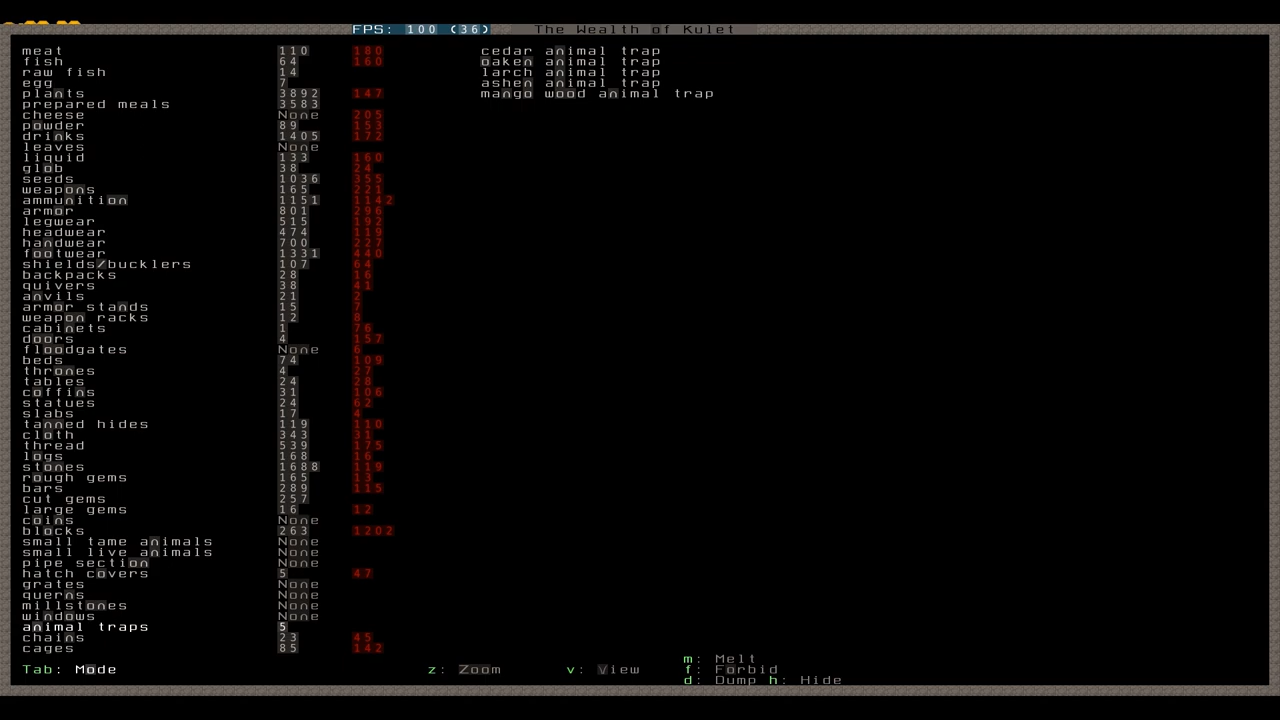 FPS: 100 (36) The Wealth of Kulet
meat 110 180 cedar animal trap
fish 64 160 oaken animal trap
raw fish 14 larch animal trap
egg 7 ashen animal trap
plants 3892 147 mango wood animal trap
prepared meals 3583
cheese None 205
powder 89 153
drinks 1405 172
leaves None
liquid 133 160
glob 38 24
seeds 1036 355
weapons 165 221
ammunition 1151 1142
armor 801 296
legwear 515 192
headwear 474 119
handwear 700 227
footwear 1331 440
shields/bucklers 107 64
backpacks 28 16
quivers 38 41
anvils 21 2
armor stands 15 7
weapon racks 12 8
cabinets 1 76
doors 4 157
floodgates None 6
beds 74 109
thrones 4 27
tables 24 28
coffins 31 106
statues 24 62
slabs 17 4
tanned hides 119 110
cloth 343 31
thread 539 175
logs 168 16
stones 1688 119
rough gems 165 13
bars 289 115
cut gems 257
large gems 16 12
coins None
blocks 263 1202
small tame animals None
small live animals None
pipe section None
hatch covers 5 47
grates None
querns None
millstones None
windows None
animal traps 5
chains 23 45
cages 85 142
m: Melt
Tab: Mode z: Zoom v: View f: Forbid
d: Dump h: Hide